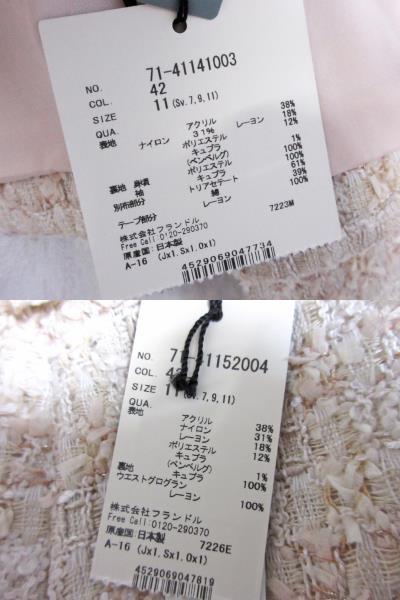 NO. 71-41141003
COL. 42
SIZE 11 (Sv.7,9,11)
QUA.
表地 アクリル 38%
ナイロン 31% レーヨン 18%
ポリエステル 12%
キュプラ 1%
(ベンベルグ)
裏地 身頃 ポリエステル 100%
袖 キュプラ 100%
別布部分 トリアセテート 61%
綿 39%
テープ部分 レーヨン 100%
株式会社フランドル 7223M
Free Call:0120-290370
原産国:日本製
A-16 (Jx1,Sx1,Ox1)
4529069047734
NO. 71-41152004
COL. 42
SIZE 11 (Sv.7,9,11)
QUA.
表地
アクリル 38%
ナイロン 31%
レーヨン 18%
ポリエステル 12%
キュプラ 1%
(ベンベルグ)
裏地 キュプラ 100%
ウエストグログラン
レーヨン 100%
株式会社フランドル
Free Call:0120-290370
原産国:日本製 7226E
A-16 (Jx1,Sx1,Ox1)
4529069047819